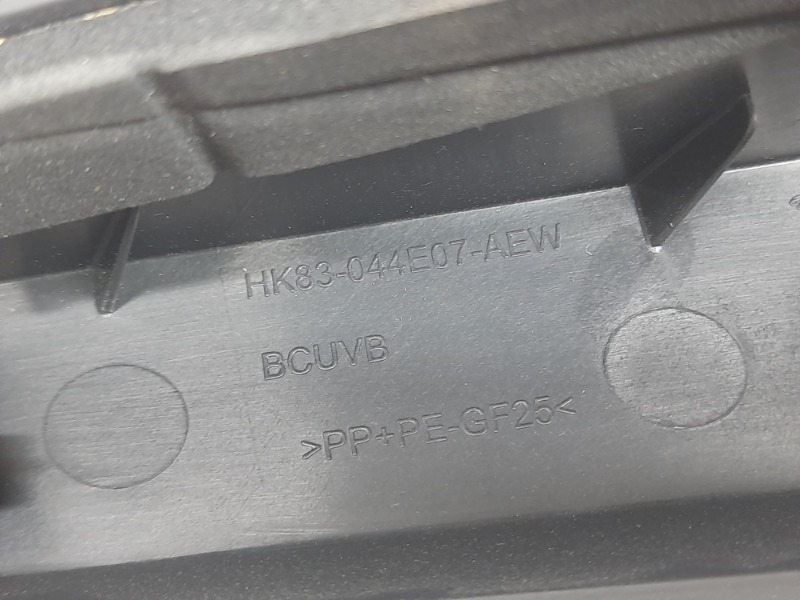 HK83-044E07-AEW
BCUVB
>PP+PE-GF25<